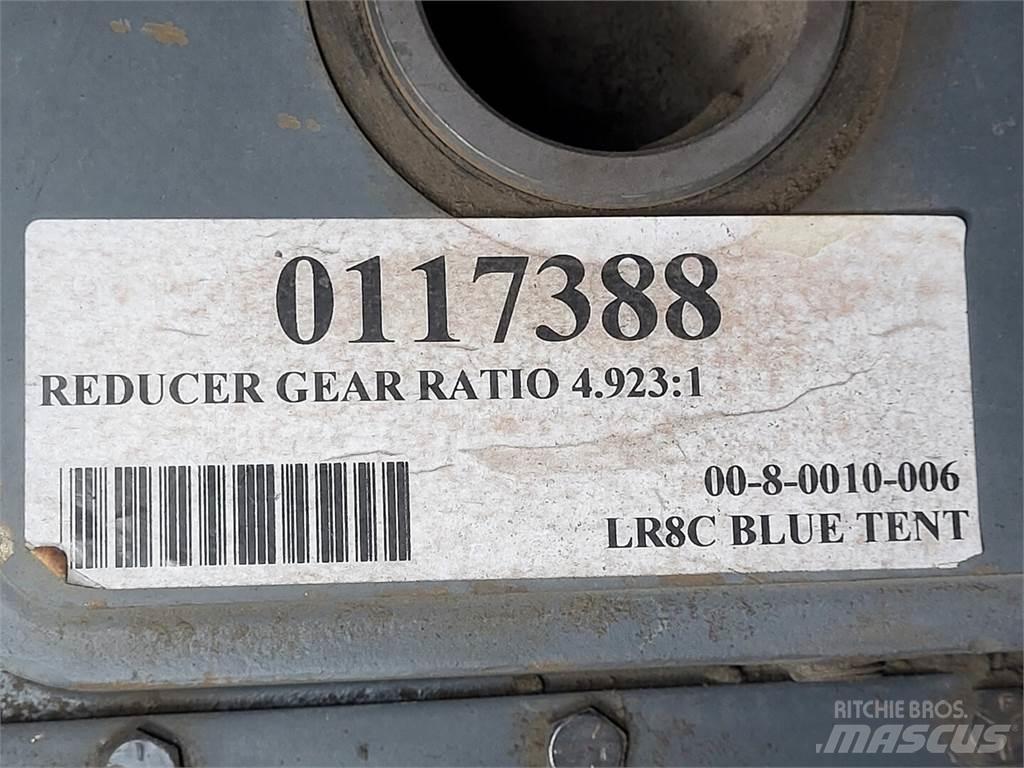 0117388
REDUCER GEAR RATIO 4.923:1
00-8-0010-006
LR8C BLUE TENT
RITCHIE BROS.
MASCUS